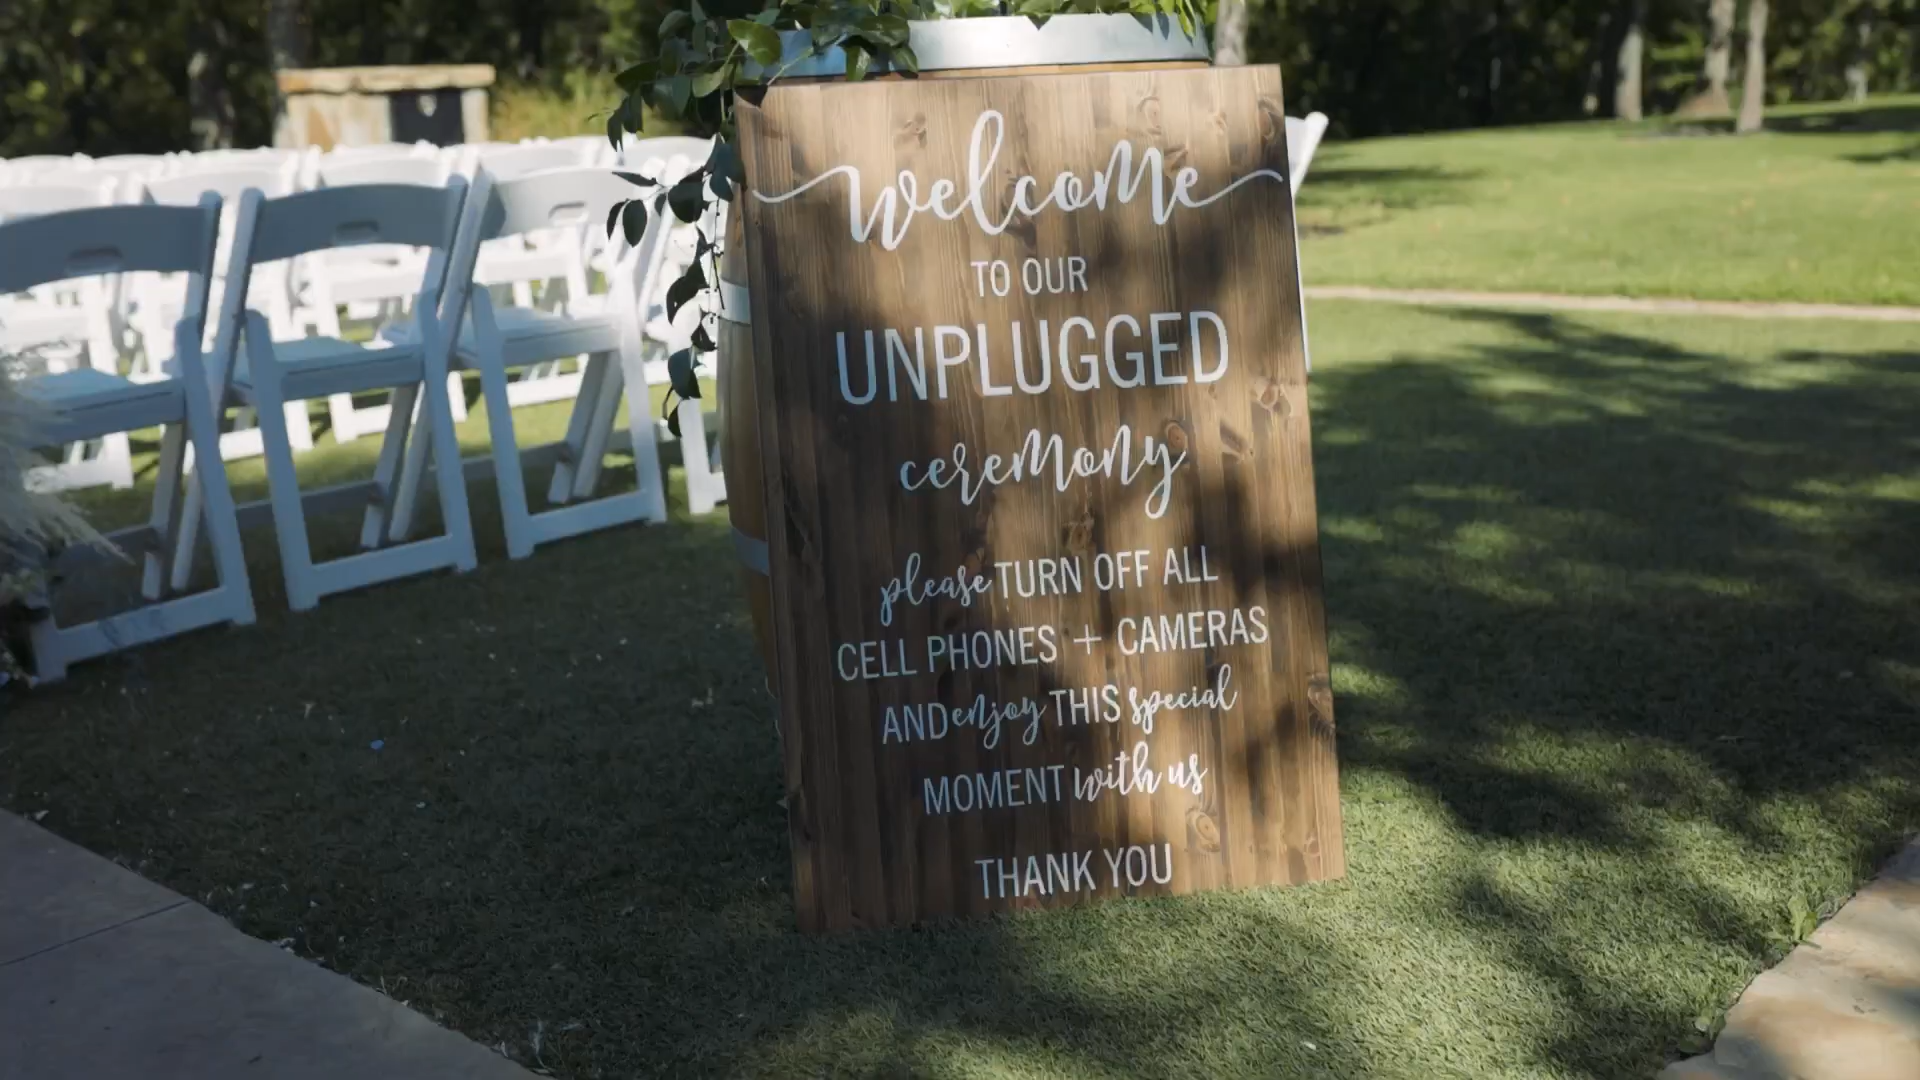 welcome
TO OUR
UNPLUGGED
ceremony
please TURN OFF ALL
CELL PHONES + CAMERAS
AND enjoy THIS special
MOMENT with us
THANK YOU